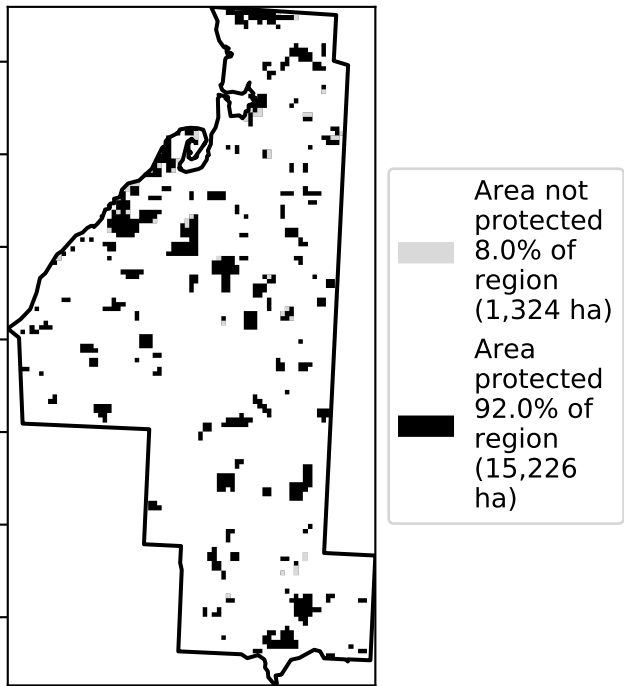 Area not
protected
8.0% of
region
(1,324 ha)
Area
protected
92.0% of
region
(15,226
ha)